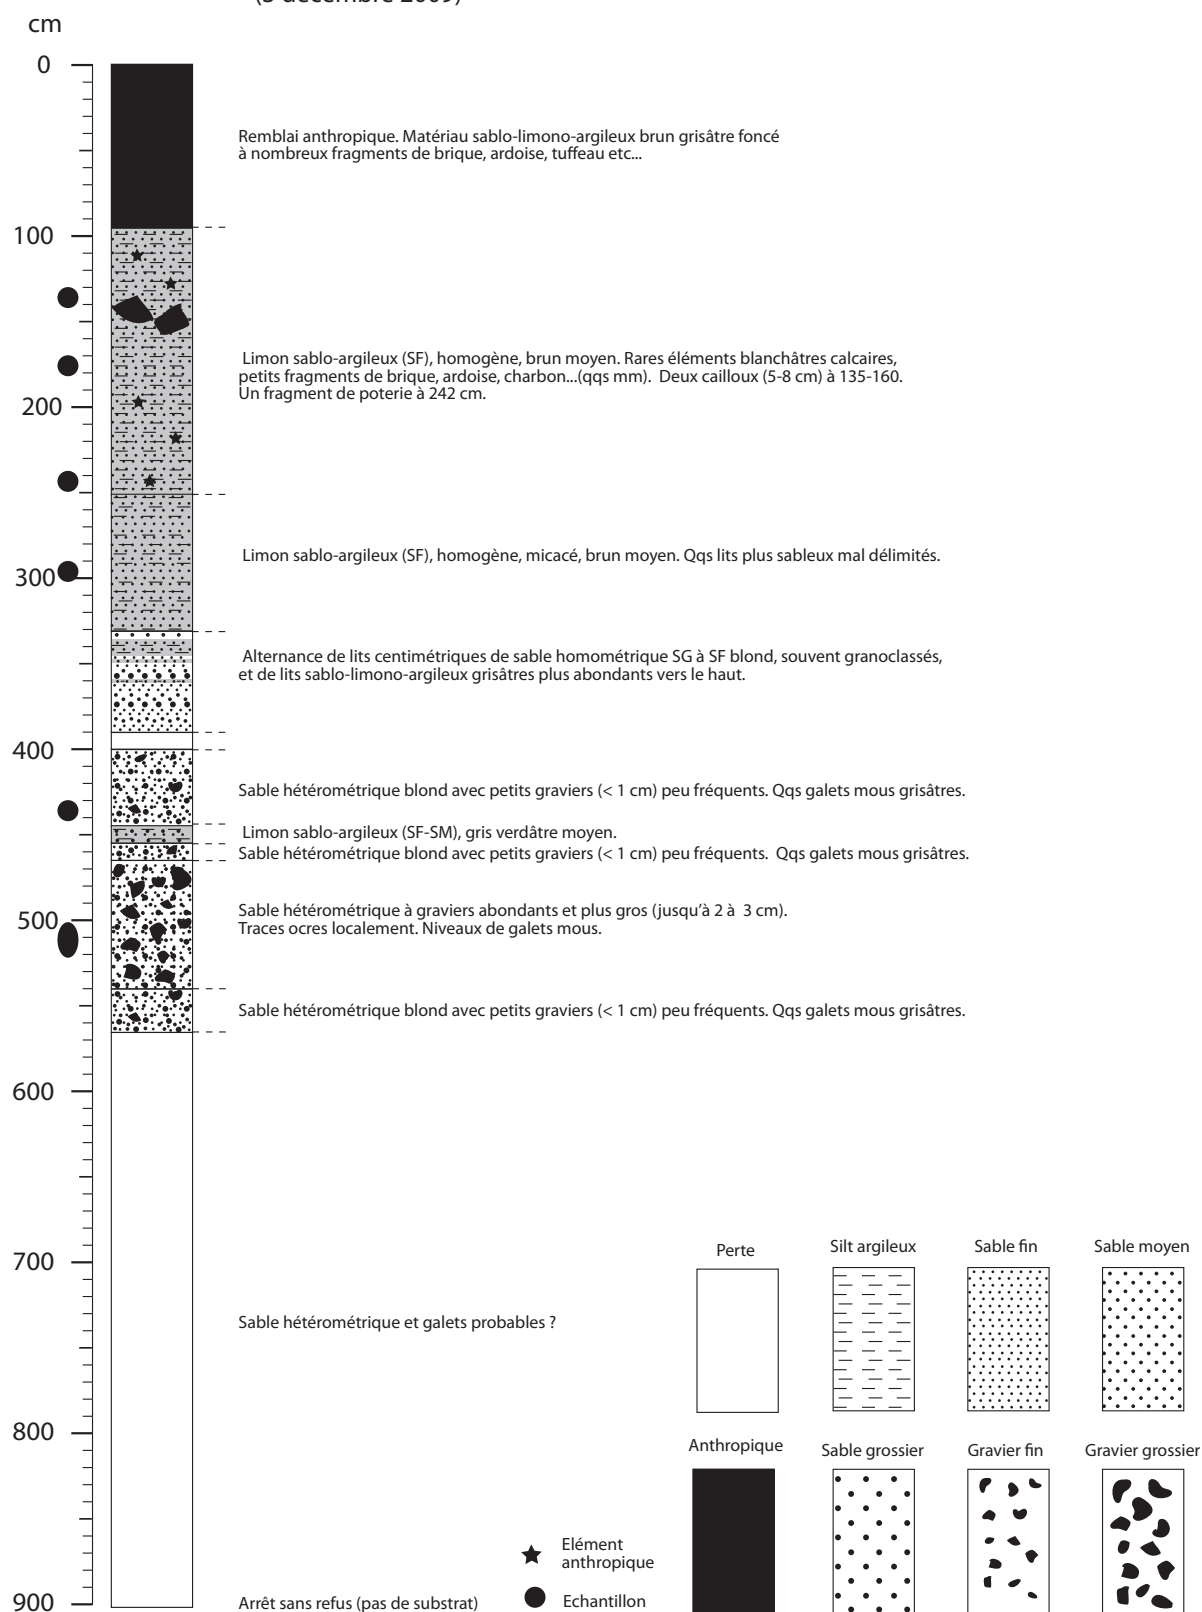 (3 décembre 2009)
cm
0
Remblai anthropique. Matériau sablo-limono-argileux brun grisâtre foncé
à nombreux fragments de brique, ardoise, tuffeau etc...
100
Limon sablo-argileux (SF), homogène, brun moyen. Rares éléments blanchâtres calcaires,
petits fragments de brique, ardoise, charbon...(qqs mm). Deux cailloux (5-8 cm) à 135-160.
Un fragment de poterie à 242 cm.
200
Limon sablo-argileux (SF), homogène, micacé, brun moyen. Qqs lits plus sableux mal délimités.
300
Alternance de lits centimétriques de sable homométrique SG à SF blond, souvent granoclassés,
et de lits sablo-limono-argileux grisâtres plus abondants vers le haut.
400
Sable hétérométrique blond avec petits graviers (< 1 cm) peu fréquents. Qqs galets mous grisâtres.
Limon sablo-argileux (SF-SM), gris verdâtre moyen.
Sable hétérométrique blond avec petits graviers (< 1 cm) peu fréquents. Qqs galets mous grisâtres.
Sable hétérométrique à graviers abondants et plus gros (jusqu'à 2 à 3 cm).
500
Traces ocres localement. Niveaux de galets mous.
Sable hétérométrique blond avec petits graviers (< 1 cm) peu fréquents. Qqs galets mous grisâtres.
600
700
Perte
Silt argileux
Sable fin
Sable moyen
Sable hétérométrique et galets probables ?
800
Anthropique
Sable grossier
Gravier fin
Gravier grossier
Elément
anthropique
900
Arrêt sans refus (pas de substrat)
Echantillon